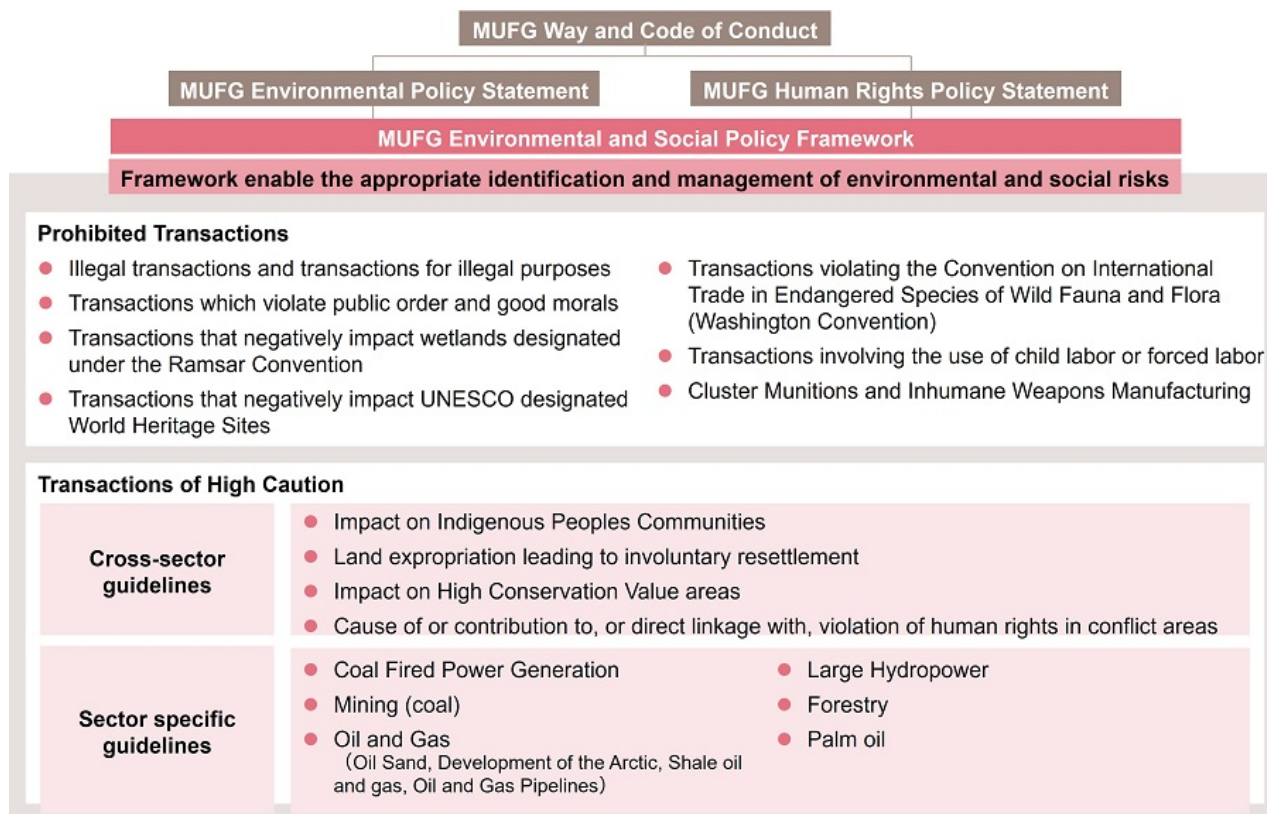 MUFG Way and Code of Conduct
MUFG Environmental Policy Statement
MUFG Human Rights Policy Statement
MUFG Environmental and Social Policy Framework
Framework enable the appropriate identification and management of environmental and social risks
Prohibited Transactions
● Illegal transactions and transactions for illegal purposes
● Transactions which violate public order and good morals
● Transactions that negatively impact wetlands designated
under the Ramsar Convention
● Transactions that negatively impact UNESCO designated
World Heritage Sites
● Transactions violating the Convention on International
Trade in Endangered Species of Wild Fauna and Flora
(Washington Convention)
● Transactions involving the use of child labor or forced labor
● Cluster Munitions and Inhumane Weapons Manufacturing
Transactions of High Caution
Cross-sector
guidelines
● Impact on Indigenous Peoples Communities
● Land expropriation leading to involuntary resettlement
● Impact on High Conservation Value areas
● Cause of or contribution to, or direct linkage with, violation of human rights in conflict areas
Sector specific
guidelines
● Coal Fired Power Generation
● Mining (coal)
● Oil and Gas
（Oil Sand, Development of the Arctic, Shale oil
and gas, Oil and Gas Pipelines）
● Large Hydropower
● Forestry
● Palm oil